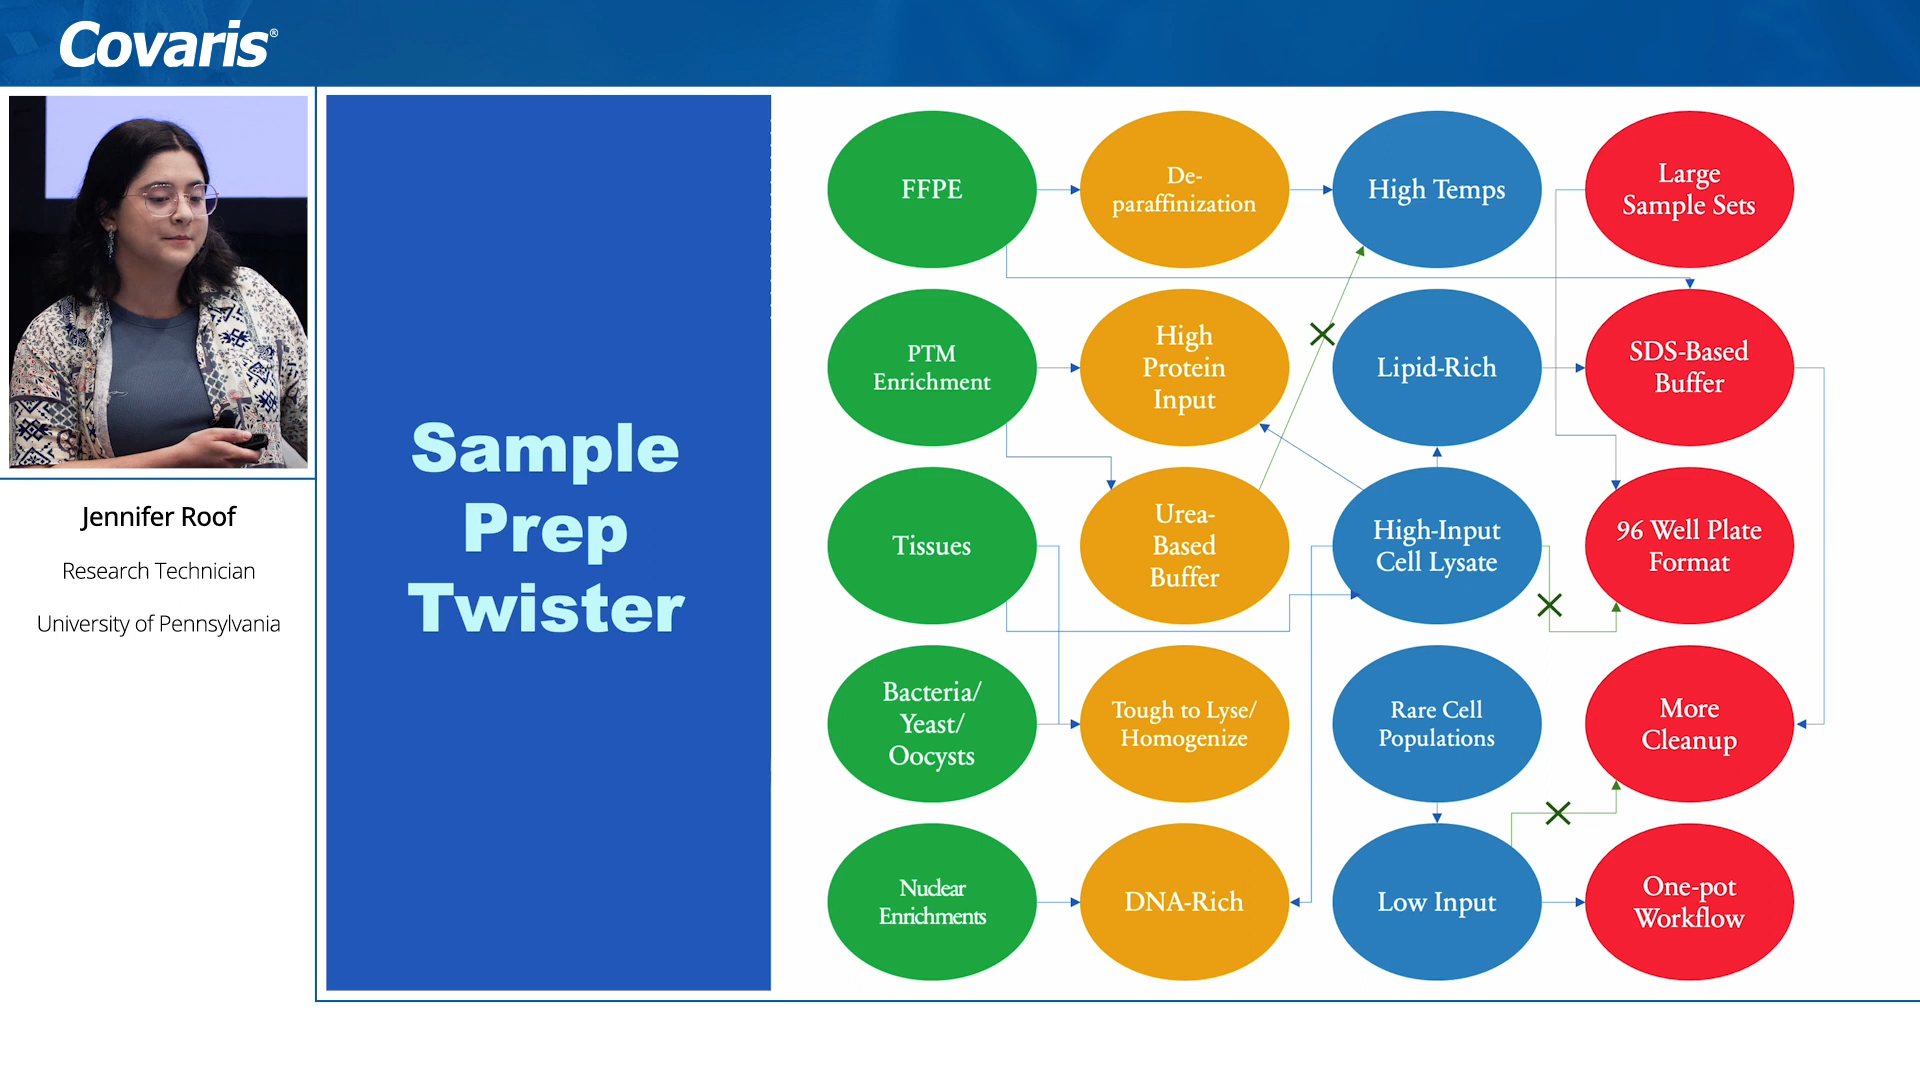 Covaris®
Jennifer Roof
Research Technician
University of Pennsylvania
Sample
Prep
Twister
FFPE
De-
paraffinization
High Temps
Large
Sample Sets
PTM
Enrichment
High
Protein
Input
Lipid-Rich
SDS-Based
Buffer
Tissues
Urea-
Based
Buffer
High-Input
Cell Lysate
96 Well Plate
Format
Bacteria/
Yeast/
Oocysts
Tough to Lyse/
Homogenize
Rare Cell
Populations
More
Cleanup
Nuclear
Enrichments
DNA-Rich
Low Input
One-pot
Workflow